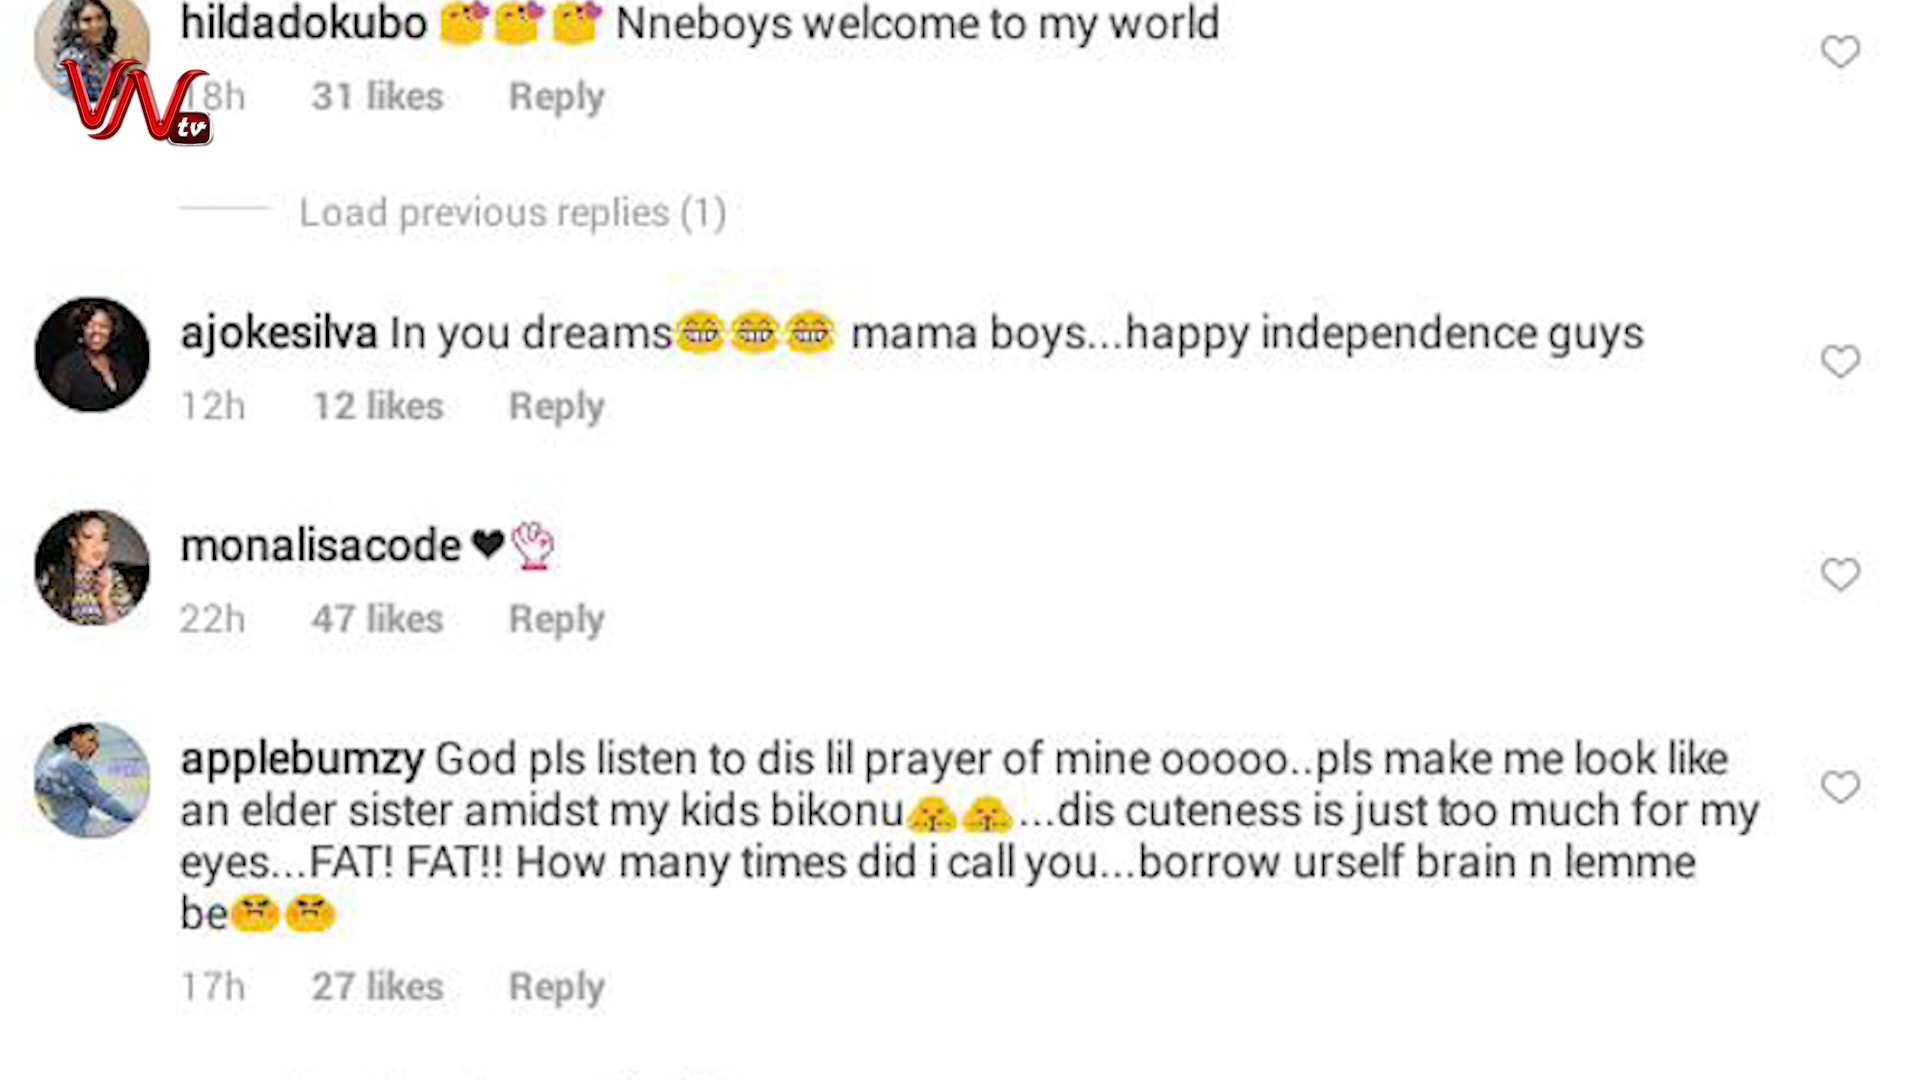 hildadokubo 😘😘😘 Nneboys welcome to my world
18h 31 likes Reply
VVV tv
Load previous replies (1)
ajokesilva In you dreams😂😂😂 mama boys...happy independence guys
12h 12 likes Reply
monalisacode ♥👌
22h 47 likes Reply
applebumzy God pls listen to dis lil prayer of mine ooooo..pls make me look like
an elder sister amidst my kids bikonu🙏🙏...dis cuteness is just too much for my
eyes...FAT! FAT!! How many times did i call you...borrow urself brain n lemme
be😡😡
17h 27 likes Reply